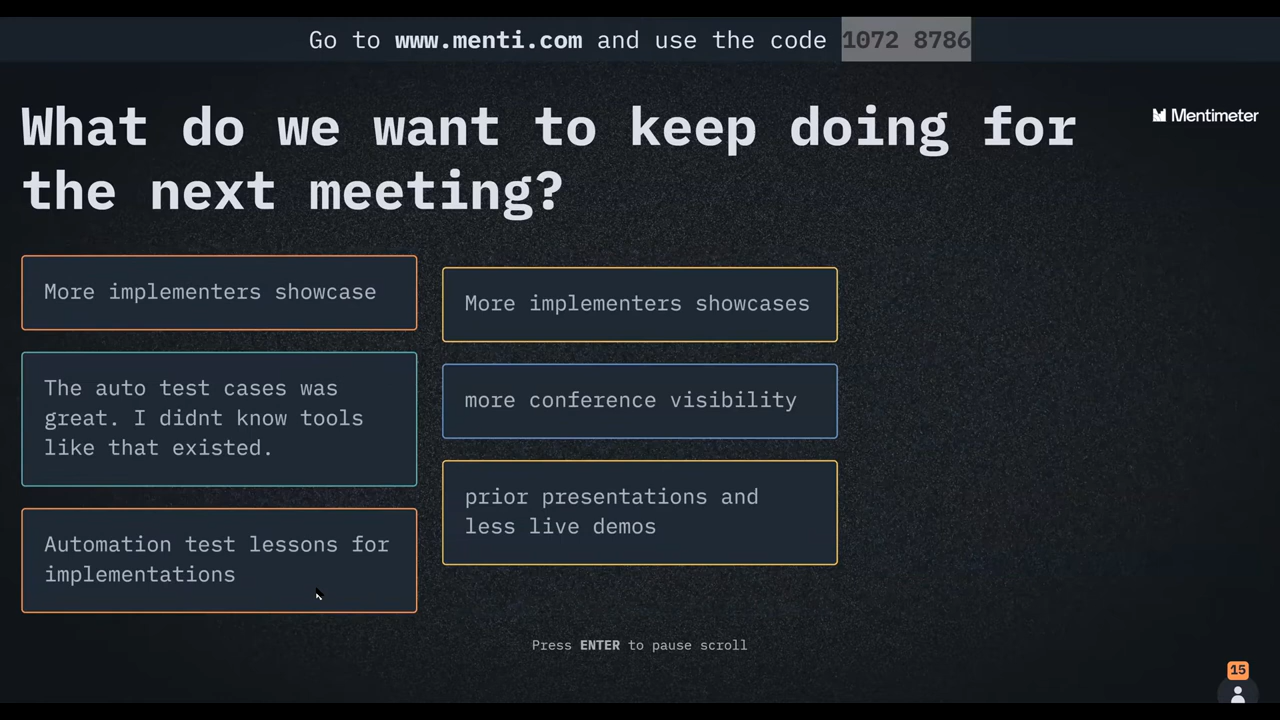 Go to www.menti.com and use the code 1072 8786
What do we want to keep doing for
the next meeting?
Mentimeter
More implementers showcase
The auto test cases was
great. I didnt know tools
like that existed.
Automation test lessons for
implementations
More implementers showcases
more conference visibility
prior presentations and
less live demos
Press ENTER to pause scroll
15